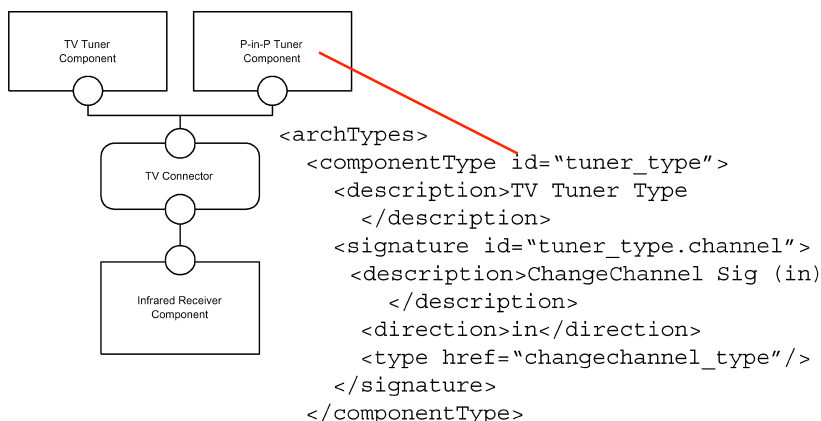 TV Tuner
Component
P-in-P Tuner
Component
TV Connector
Infrared Receiver
Component
<archTypes>
<componentType id=“tuner_type”>
<description>TV Tuner Type
</description>
<signature id=“tuner_type.channel”>
<description>ChangeChannel Sig (in)
</description>
<direction>in</direction>
<type href=“changechannel_type”/>
</signature>
</componentType>